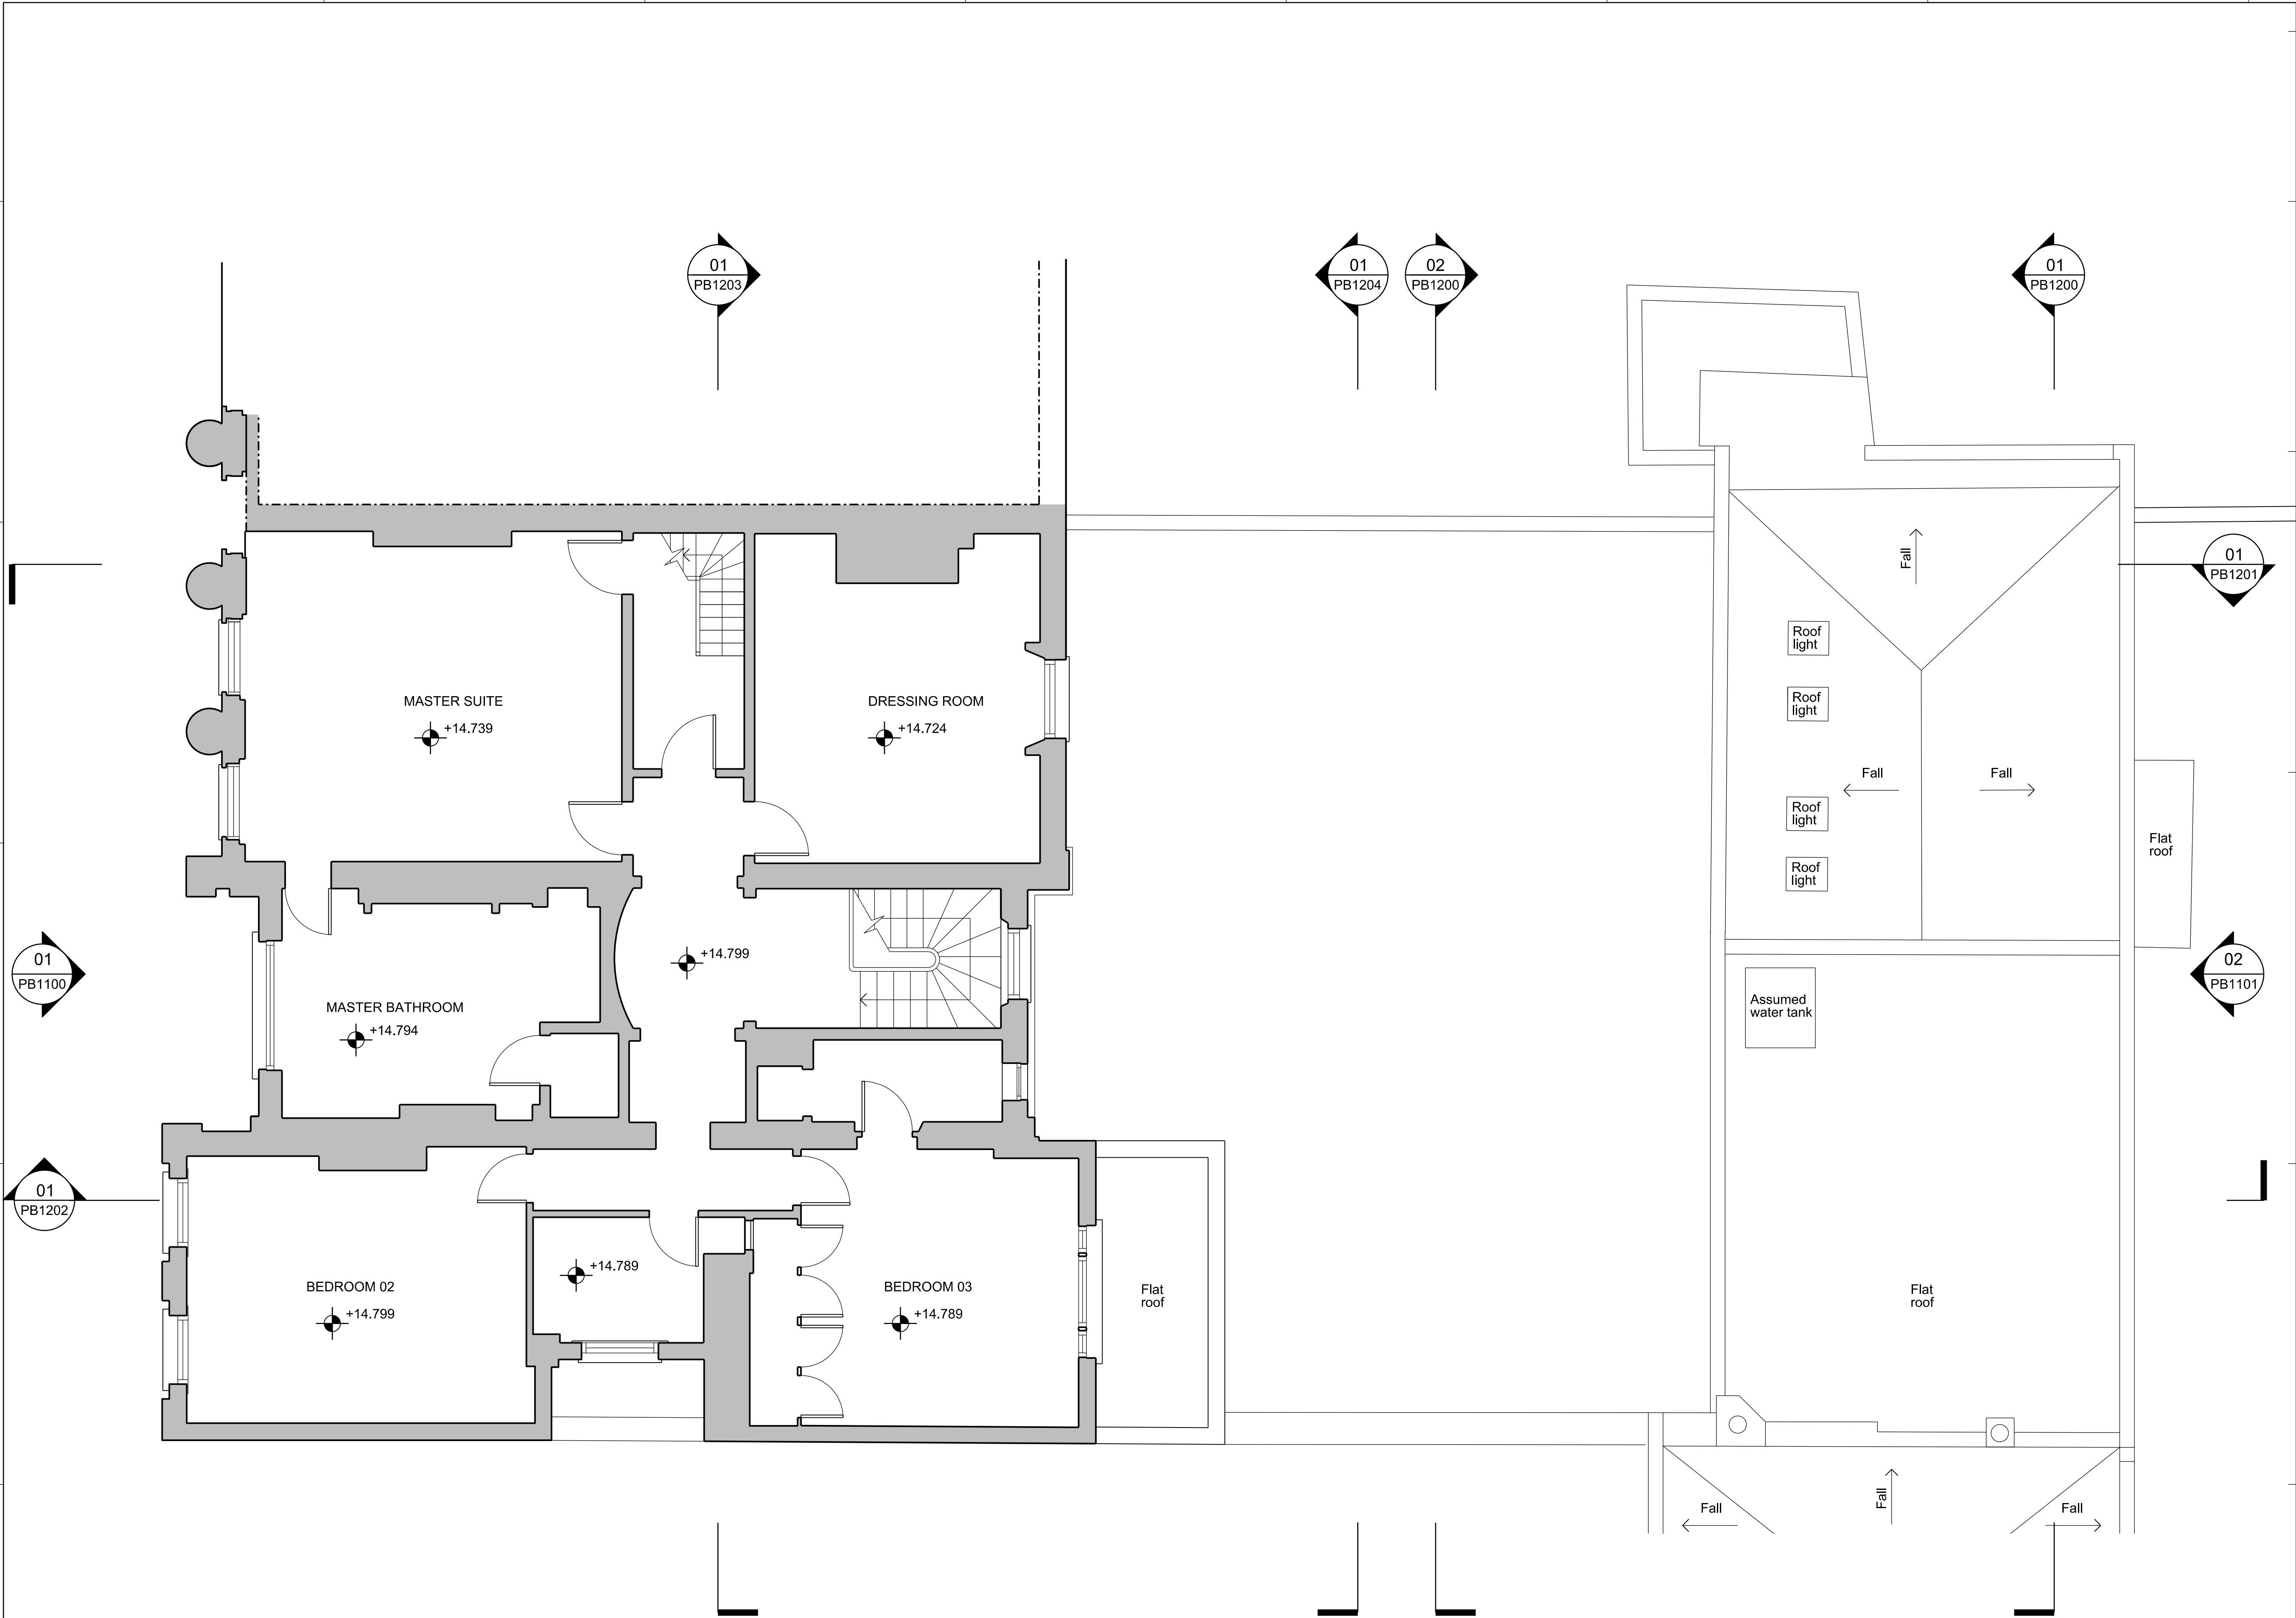 01
PB1203
01
PB1204
02
PB1200
01
PB1200
Fall
01
PB1201
Roof
light
MASTER SUITE
+14.739
DRESSING ROOM
+14.724
Roof
light
Fall
Fall
Roof
light
Flat
roof
Roof
light
01
PB1100
+14.799
02
PB1101
MASTER BATHROOM
+14.794
Assumed
water tank
01
PB1202
+14.789
BEDROOM 02
+14.799
BEDROOM 03
+14.789
Flat
roof
Flat
roof
Fall
Fall
Fall